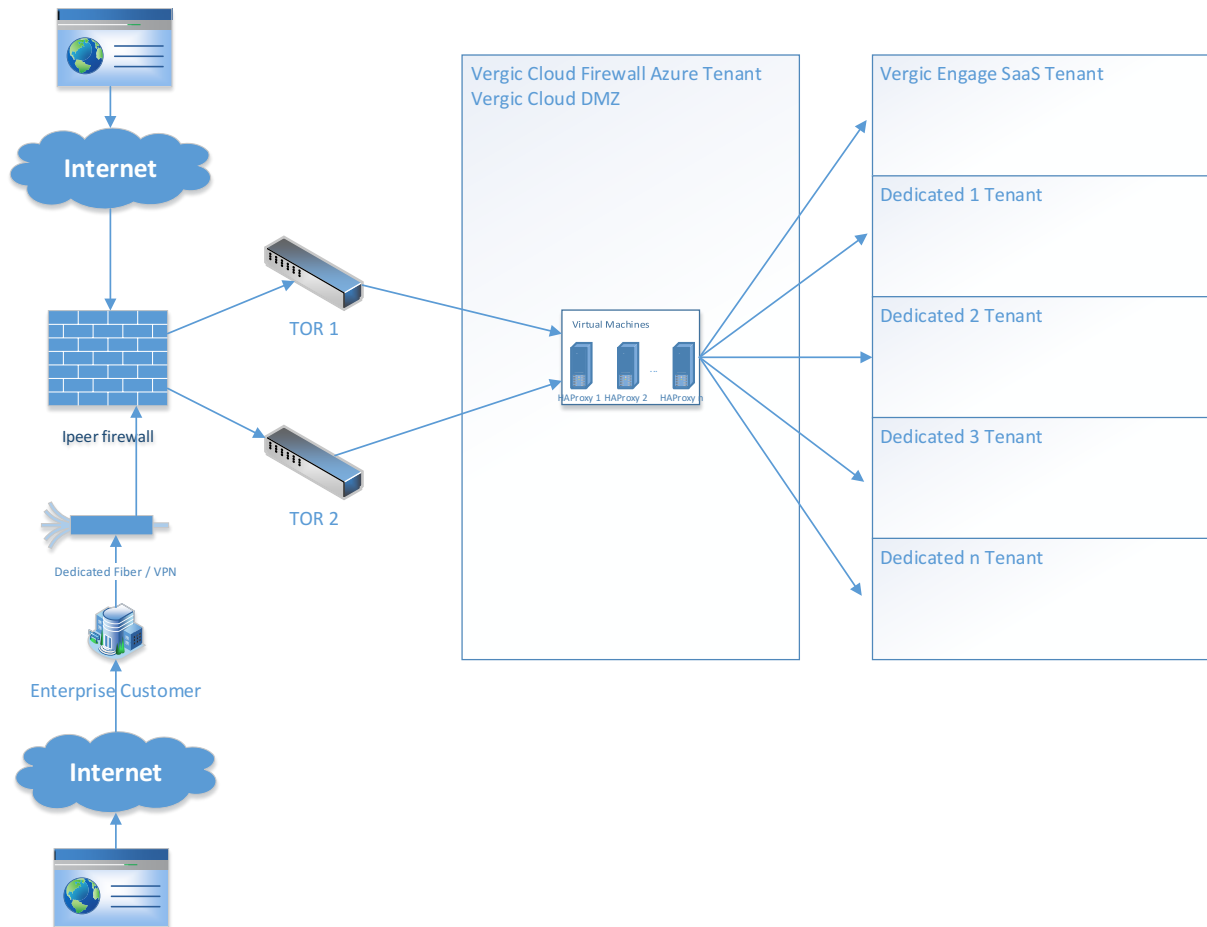 Internet
Vergic Cloud Firewall Azure Tenant
Vergic Cloud DMZ
Vergic Engage SaaS Tenant
Dedicated 1 Tenant
TOR 1
Virtual Machines
...
HAProxy 1 HAProxy 2 HAProxy n
Dedicated 2 Tenant
Ipeer firewall
Dedicated 3 Tenant
TOR 2
Dedicated Fiber / VPN
Dedicated n Tenant
Enterprise Customer
Internet